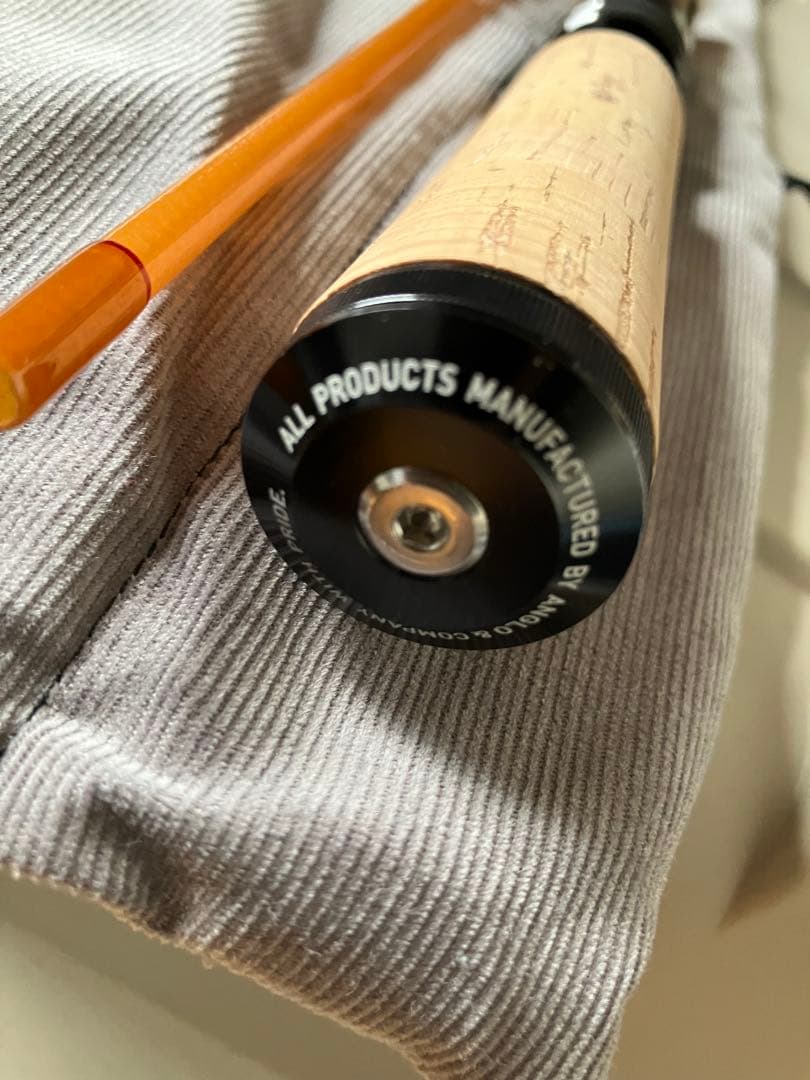 ALL PRODUCTS MANUFACTURED BY ANGLO & COMPANY WITH PRIDE.